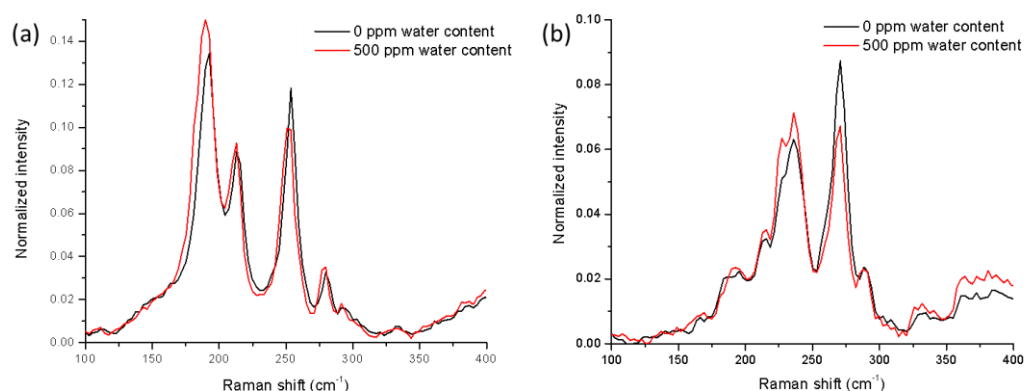 (a)
0 ppm water content
500 ppm water content
Normalized intensity
0.14
0.12
0.10
0.08
0.06
0.04
0.02
0.00
100 150 200 250 300 350 400
Raman shift (cm⁻¹)
(b)
0 ppm water content
500 ppm water content
Normalized intensity
0.10
0.08
0.06
0.04
0.02
0.00
100 150 200 250 300 350 400
Raman shift (cm⁻¹)